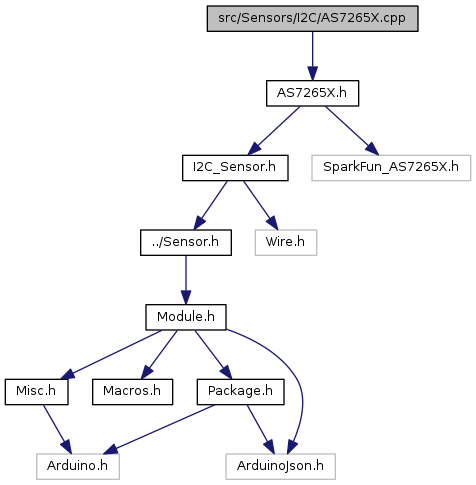 src/Sensors/I2C/AS7265X.cpp
AS7265X.h
I2C_Sensor.h
SparkFun_AS7265X.h
../Sensor.h
Wire.h
Module.h
Misc.h
Macros.h
Package.h
Arduino.h
ArduinoJson.h